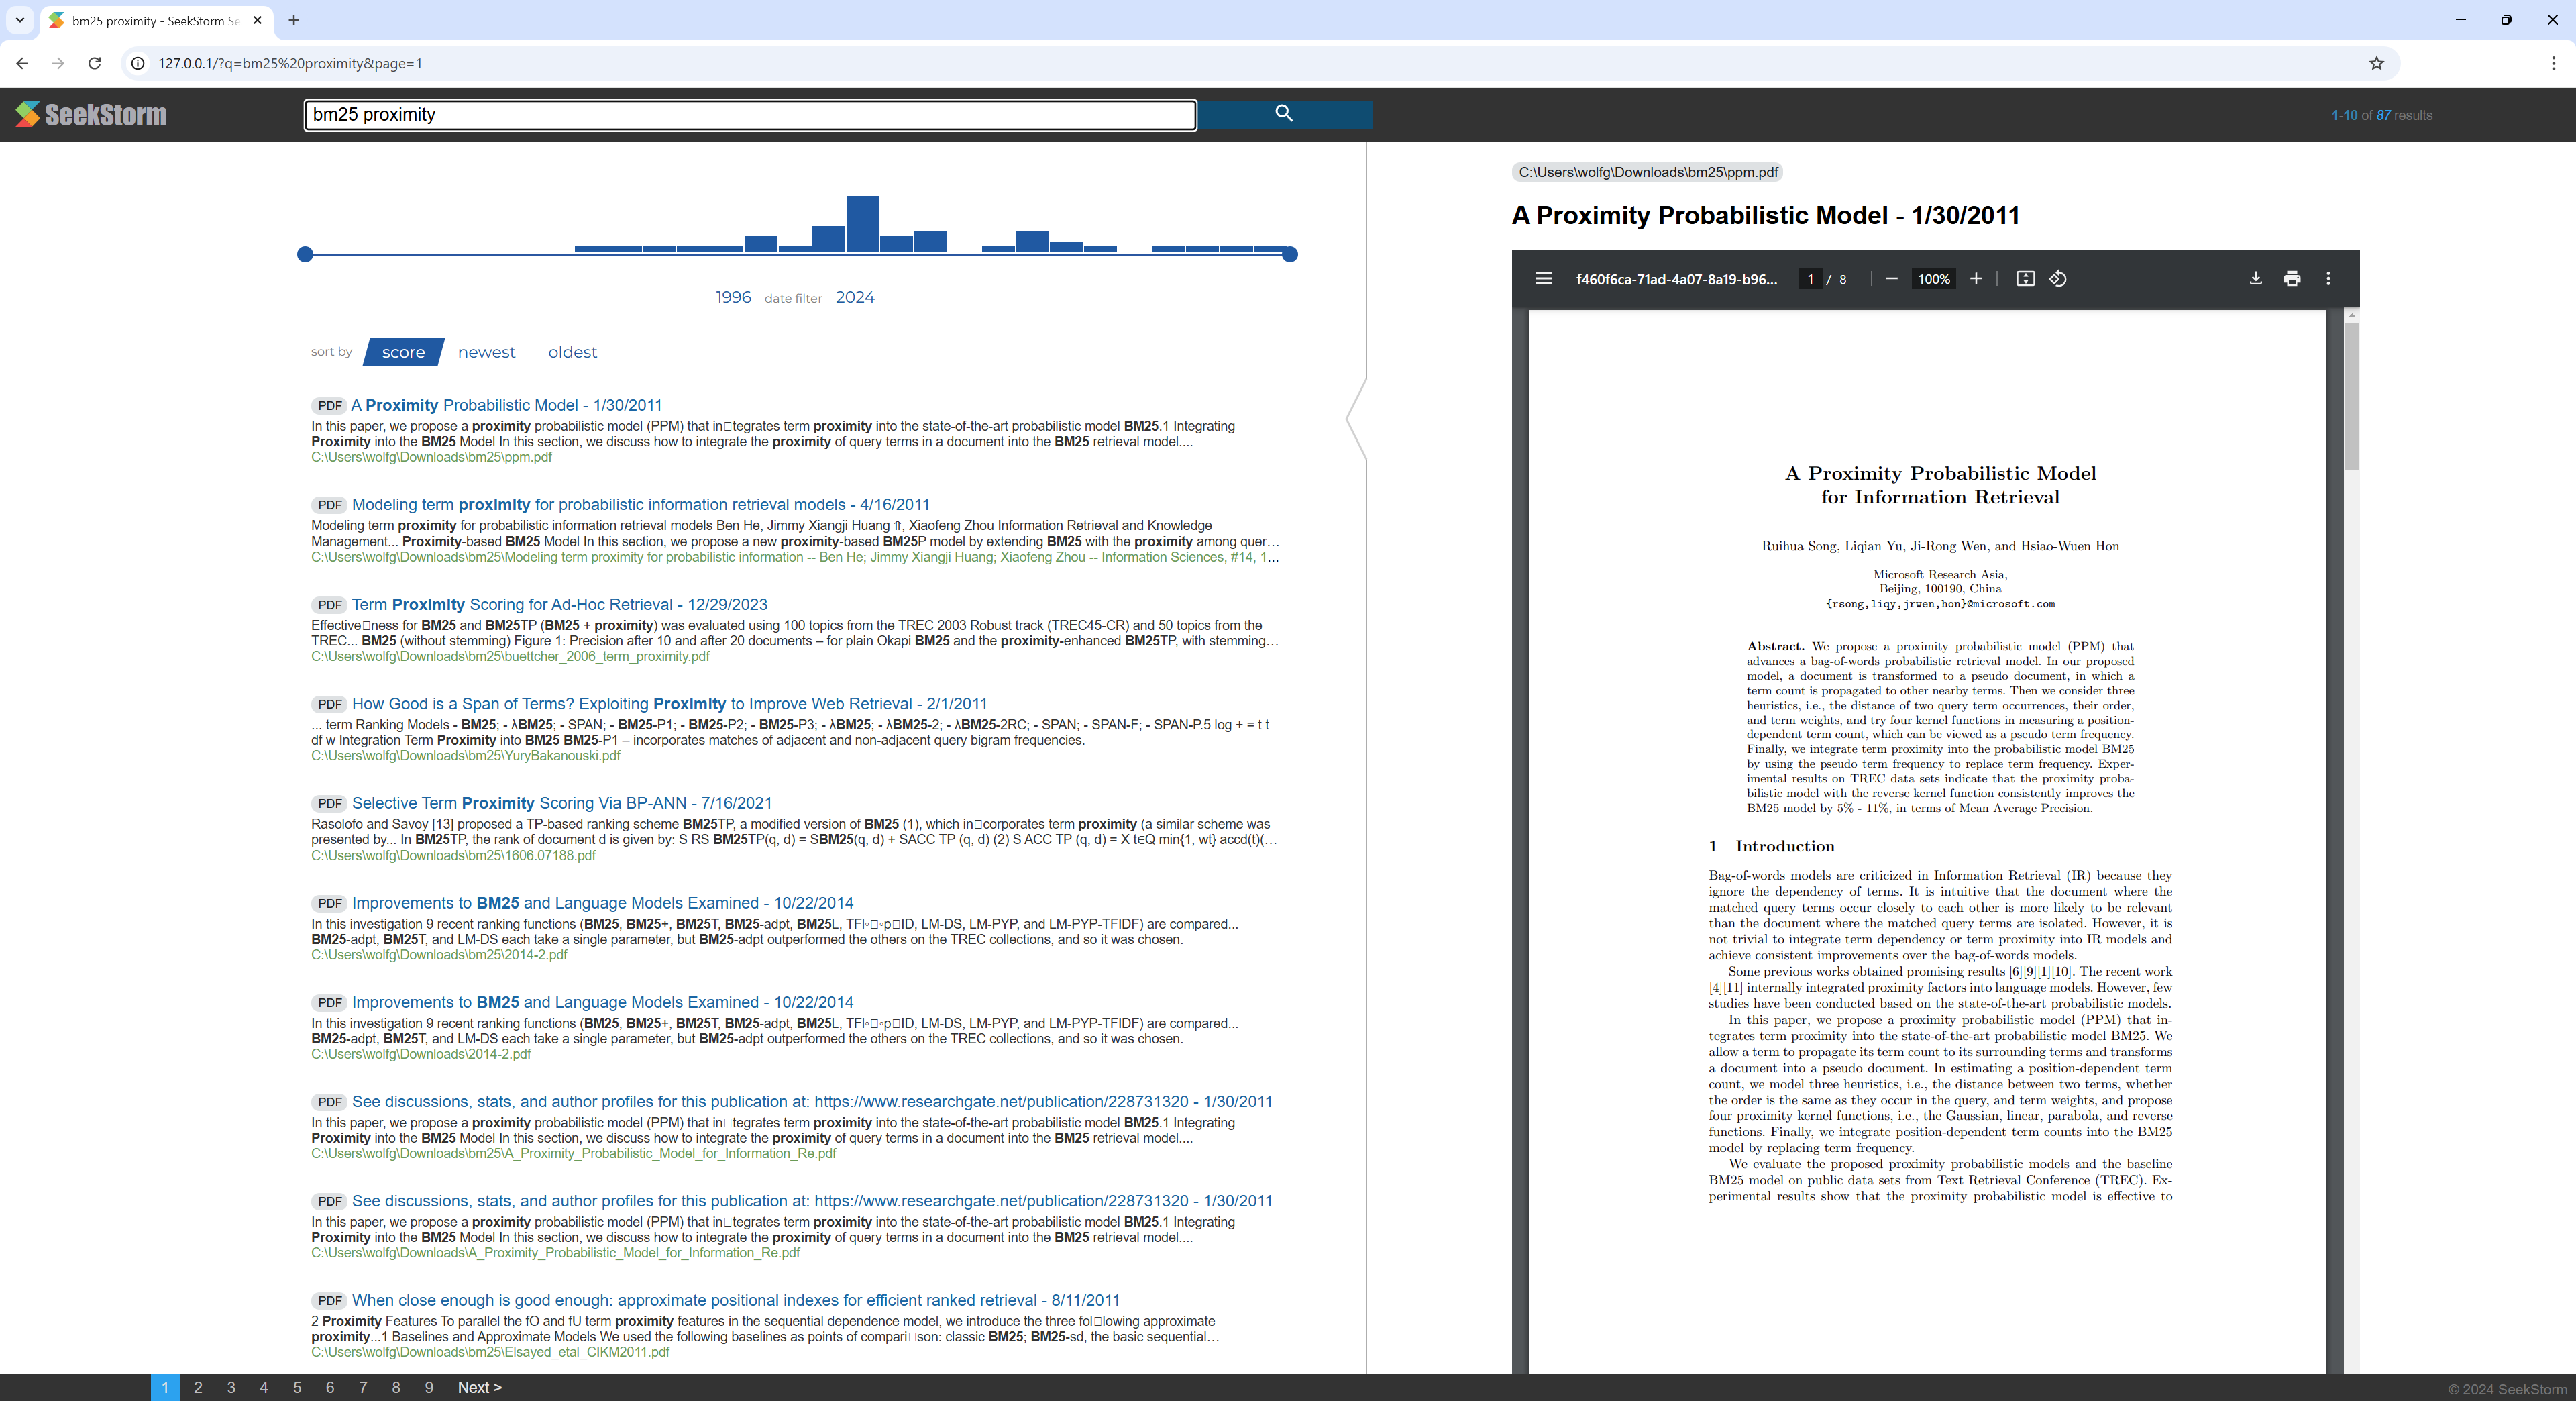 bm25 proximity - SeekStorm Se
127.0.0.1/?q=bm25%20proximity&page=1
SeekStorm
bm25 proximity
1-10 of 87 results
1996 date filter 2024
sort by score newest oldest
PDF A Proximity Probabilistic Model - 1/30/2011
In this paper, we propose a proximity probabilistic model (PPM) that in□tegrates term proximity into the state-of-the-art probabilistic model BM25.1 Integrating
Proximity into the BM25 Model In this section, we discuss how to integrate the proximity of query terms in a document into the BM25 retrieval model....
C:\Users\wolfg\Downloads\bm25\ppm.pdf
PDF Modeling term proximity for probabilistic information retrieval models - 4/16/2011
Modeling term proximity for probabilistic information retrieval models Ben He, Jimmy Xiangji Huang ⇑, Xiaofeng Zhou Information Retrieval and Knowledge
Management... Proximity-based BM25 Model In this section, we propose a new proximity-based BM25P model by extending BM25 with the proximity among quer…
C:\Users\wolfg\Downloads\bm25\Modeling term proximity for probabilistic information -- Ben He; Jimmy Xiangji Huang; Xiaofeng Zhou -- Information Sciences, #14, 1…
PDF Term Proximity Scoring for Ad-Hoc Retrieval - 12/29/2023
Effective□ness for BM25 and BM25TP (BM25 + proximity) was evaluated using 100 topics from the TREC 2003 Robust track (TREC45-CR) and 50 topics from the
TREC... BM25 (without stemming) Figure 1: Precision after 10 and after 20 documents – for plain Okapi BM25 and the proximity-enhanced BM25TP, with stemming…
C:\Users\wolfg\Downloads\bm25\buettcher_2006_term_proximity.pdf
PDF How Good is a Span of Terms? Exploiting Proximity to Improve Web Retrieval - 2/1/2011
... term Ranking Models - BM25; - λBM25; - SPAN; - BM25-P1; - BM25-P2; - BM25-P3; - λBM25; - λBM25-2; - λBM25-2RC; - SPAN; - SPAN-F; - SPAN-P.5 log + = t t
df w Integration Term Proximity into BM25 BM25-P1 – incorporates matches of adjacent and non-adjacent query bigram frequencies.
C:\Users\wolfg\Downloads\bm25\YuryBakanouski.pdf
PDF Selective Term Proximity Scoring Via BP-ANN - 7/16/2021
Rasolofo and Savoy [13] proposed a TP-based ranking scheme BM25TP, a modified version of BM25 (1), which in□corporates term proximity (a similar scheme was
presented by... In BM25TP, the rank of document d is given by: S RS BM25TP(q, d) = SBM25(q, d) + SACC TP (q, d) (2) S ACC TP (q, d) = X t∈Q min{1, wt} accd(t)(…
C:\Users\wolfg\Downloads\bm25\1606.07188.pdf
PDF Improvements to BM25 and Language Models Examined - 10/22/2014
In this investigation 9 recent ranking functions (BM25, BM25+, BM25T, BM25-adpt, BM25L, TFl∘□∘p□ID, LM-DS, LM-PYP, and LM-PYP-TFIDF) are compared...
BM25-adpt, BM25T, and LM-DS each take a single parameter, but BM25-adpt outperformed the others on the TREC collections, and so it was chosen.
C:\Users\wolfg\Downloads\bm25\2014-2.pdf
PDF Improvements to BM25 and Language Models Examined - 10/22/2014
In this investigation 9 recent ranking functions (BM25, BM25+, BM25T, BM25-adpt, BM25L, TFl∘□∘p□ID, LM-DS, LM-PYP, and LM-PYP-TFIDF) are compared...
BM25-adpt, BM25T, and LM-DS each take a single parameter, but BM25-adpt outperformed the others on the TREC collections, and so it was chosen.
C:\Users\wolfg\Downloads\2014-2.pdf
PDF See discussions, stats, and author profiles for this publication at: https://www.researchgate.net/publication/228731320 - 1/30/2011
In this paper, we propose a proximity probabilistic model (PPM) that in□tegrates term proximity into the state-of-the-art probabilistic model BM25.1 Integrating
Proximity into the BM25 Model In this section, we discuss how to integrate the proximity of query terms in a document into the BM25 retrieval model....
C:\Users\wolfg\Downloads\bm25\A_Proximity_Probabilistic_Model_for_Information_Re.pdf
PDF See discussions, stats, and author profiles for this publication at: https://www.researchgate.net/publication/228731320 - 1/30/2011
In this paper, we propose a proximity probabilistic model (PPM) that in□tegrates term proximity into the state-of-the-art probabilistic model BM25.1 Integrating
Proximity into the BM25 Model In this section, we discuss how to integrate the proximity of query terms in a document into the BM25 retrieval model....
C:\Users\wolfg\Downloads\A_Proximity_Probabilistic_Model_for_Information_Re.pdf
PDF When close enough is good enough: approximate positional indexes for efficient ranked retrieval - 8/11/2011
2 Proximity Features To parallel the fO and fU term proximity features in the sequential dependence model, we introduce the three fol□lowing approximate
proximity...1 Baselines and Approximate Models We used the following baselines as points of compari□son: classic BM25; BM25-sd, the basic sequential…
C:\Users\wolfg\Downloads\bm25\Elsayed_etal_CIKM2011.pdf
C:\Users\wolfg\Downloads\bm25\ppm.pdf
A Proximity Probabilistic Model - 1/30/2011
f460f6ca-71ad-4a07-8a19-b96... 1 / 8 100%
A Proximity Probabilistic Model
for Information Retrieval
Ruihua Song, Liqian Yu, Ji-Rong Wen, and Hsiao-Wuen Hon
Microsoft Research Asia,
Beijing, 100190, China
{rsong,liqy,jrwen,hon}@microsoft.com
Abstract. We propose a proximity probabilistic model (PPM) that
advances a bag-of-words probabilistic retrieval model. In our proposed
model, a document is transformed to a pseudo document, in which a
term count is propagated to other nearby terms. Then we consider three
heuristics, i.e., the distance of two query term occurrences, their order,
and term weights, and try four kernel functions in measuring a position-
dependent term count, which can be viewed as a pseudo term frequency.
Finally, we integrate term proximity into the probabilistic model BM25
by using the pseudo term frequency to replace term frequency. Exper-
imental results on TREC data sets indicate that the proximity proba-
bilistic model with the reverse kernel function consistently improves the
BM25 model by 5% - 11%, in terms of Mean Average Precision.
1 Introduction
Bag-of-words models are criticized in Information Retrieval (IR) because they
ignore the dependency of terms. It is intuitive that the document where the
matched query terms occur closely to each other is more likely to be relevant
than the document where the matched query terms are isolated. However, it is
not trivial to integrate term dependency or term proximity into IR models and
achieve consistent improvements over the bag-of-words models.
Some previous works obtained promising results [6][9][1][10]. The recent work
[4][11] internally integrated proximity factors into language models. However, few
studies have been conducted based on the state-of-the-art probabilistic models.
In this paper, we propose a proximity probabilistic model (PPM) that in-
tegrates term proximity into the state-of-the-art probabilistic model BM25. We
allow a term to propagate its term count to its surrounding terms and transforms
a document into a pseudo document. In estimating a position-dependent term
count, we model three heuristics, i.e., the distance between two terms, whether
the order is the same as they occur in the query, and term weights, and propose
four proximity kernel functions, i.e., the Gaussian, linear, parabola, and reverse
functions. Finally, we integrate position-dependent term counts into the BM25
model by replacing term frequency.
We evaluate the proposed proximity probabilistic models and the baseline
BM25 model on public data sets from Text Retrieval Conference (TREC). Ex-
perimental results show that the proximity probabilistic model is effective to
1 2 3 4 5 6 7 8 9 Next >
© 2024 SeekStorm